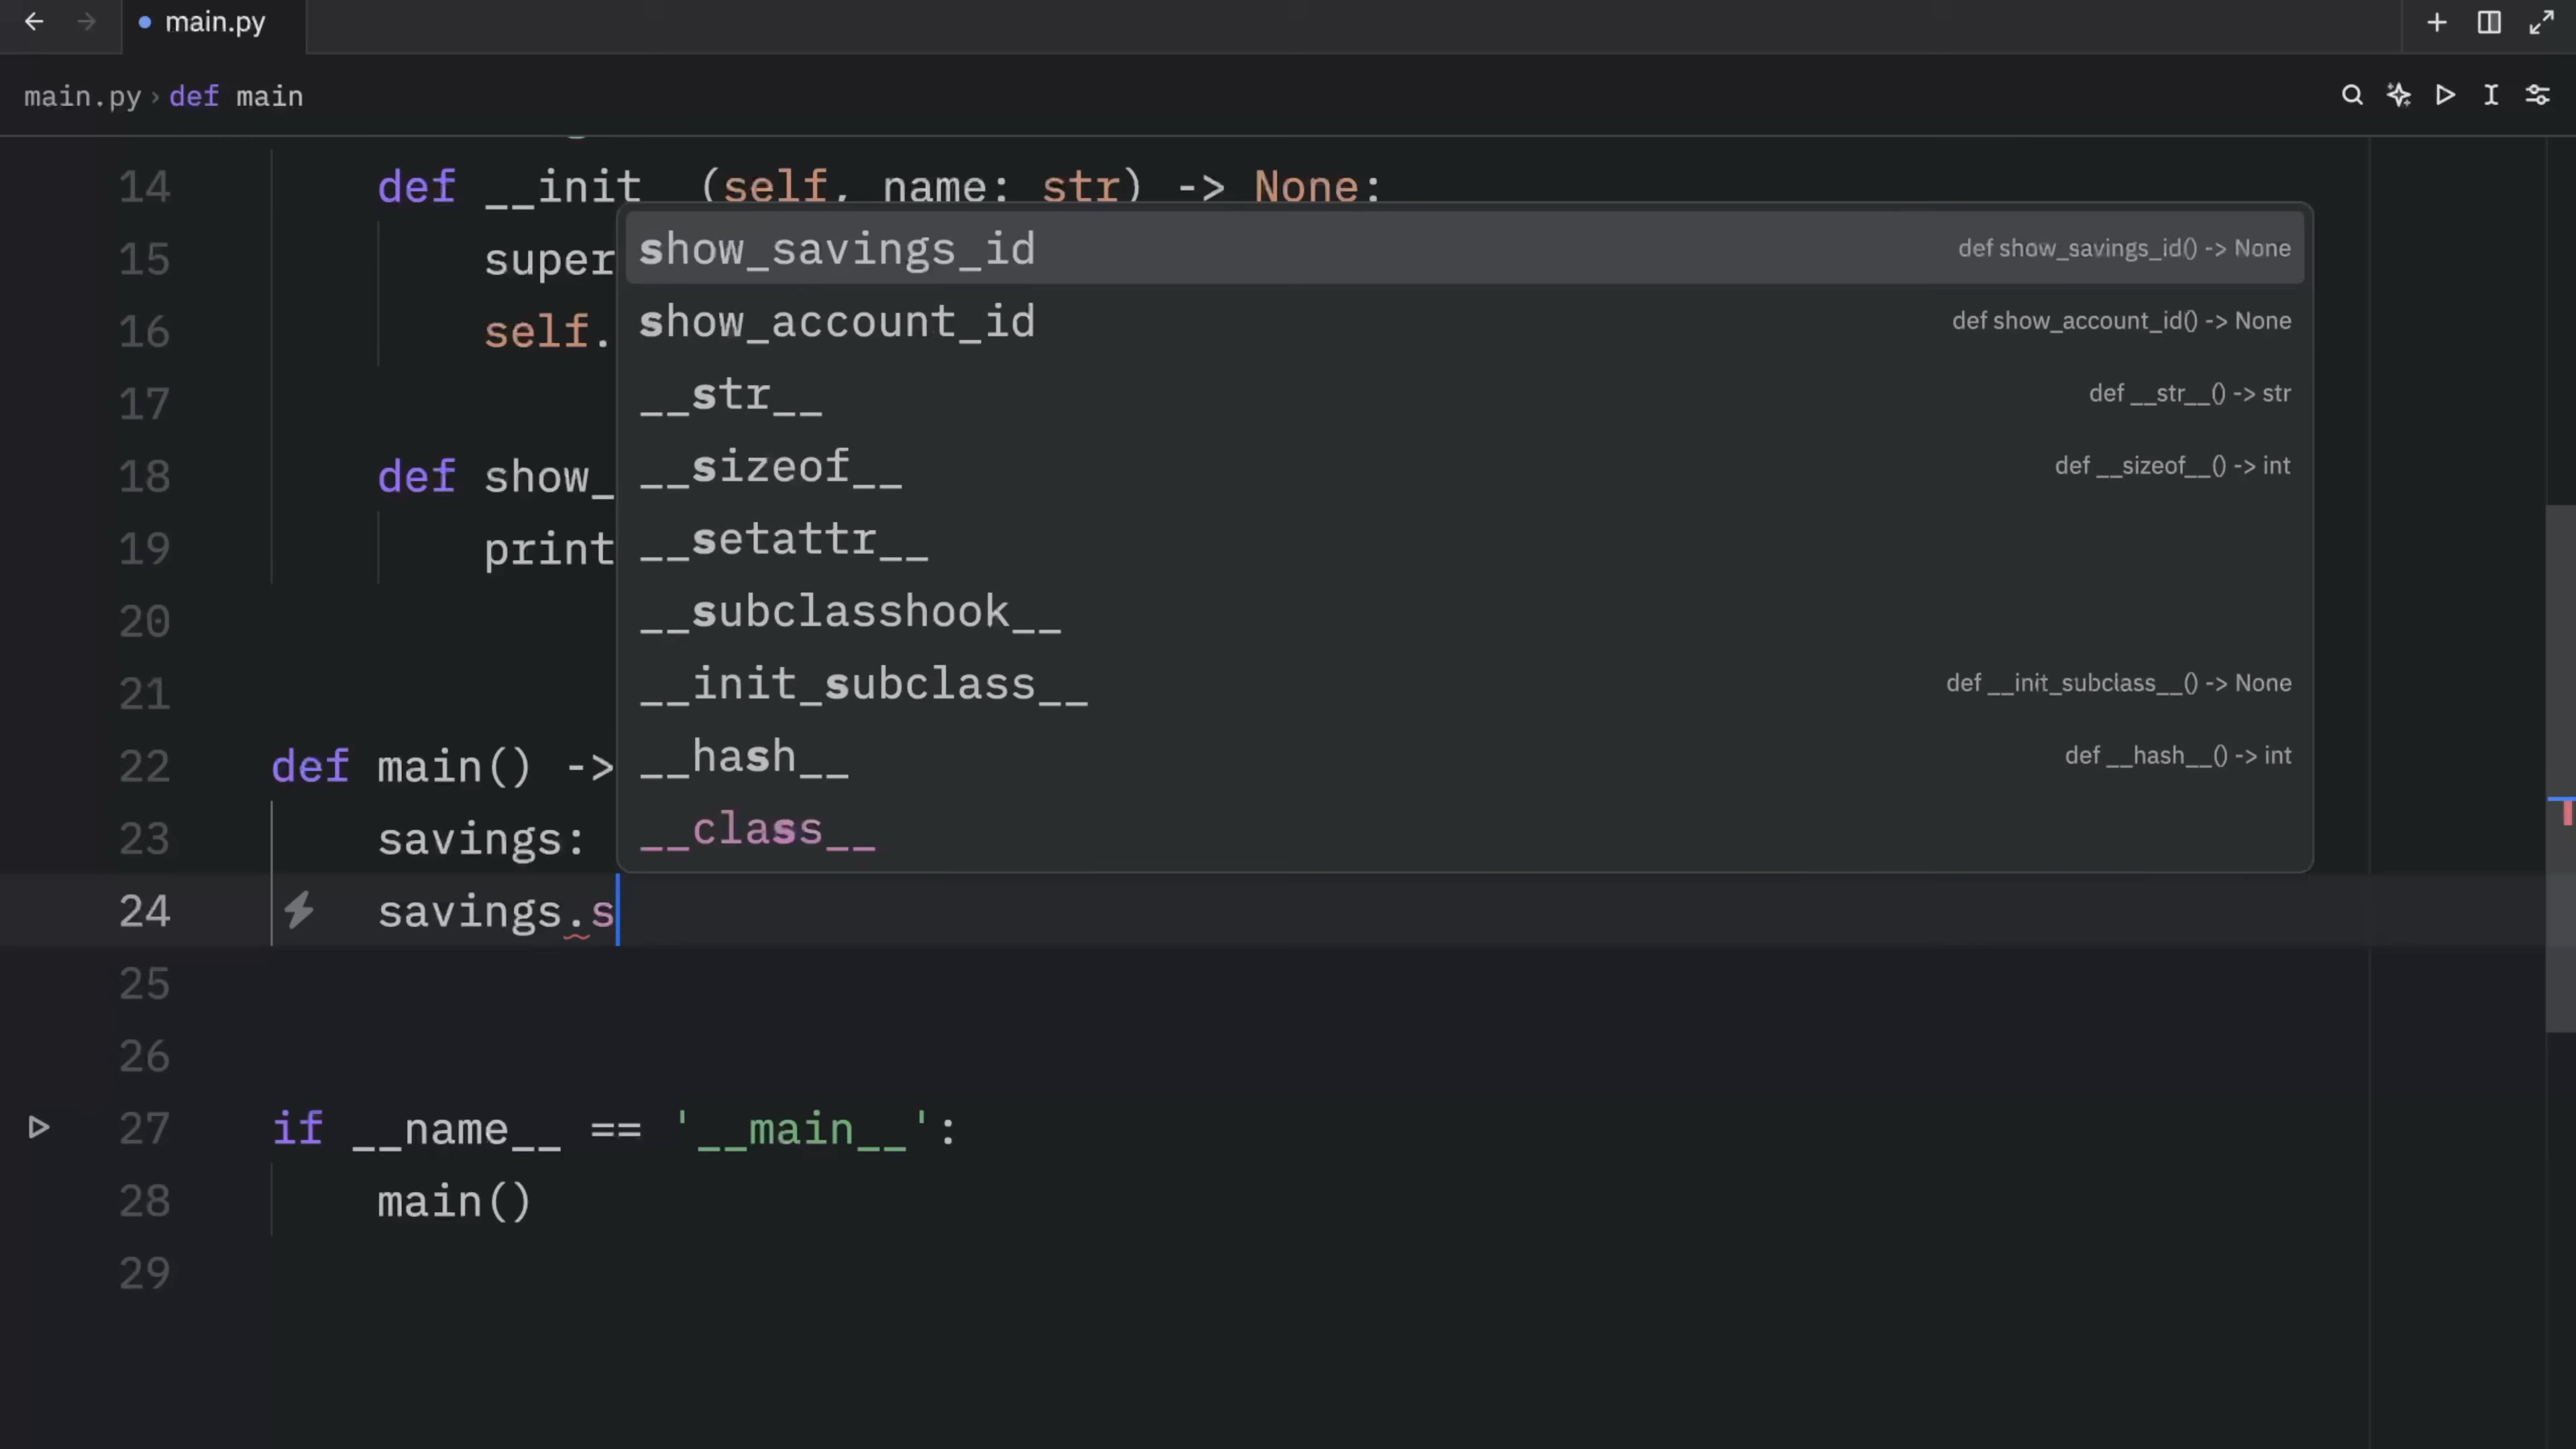 main.py
main.py › def main
14 def __init__(self, name: str) -> None:
15 super
16 self.
17
18 def show_
19 print
20
21
22 def main() ->
23 savings:
24 savings.s
25
26
27 if __name__ == '__main__':
28 main()
29
show_savings_id def show_savings_id() -> None
show_account_id def show_account_id() -> None
__str__ def __str__() -> str
__sizeof__ def __sizeof__() -> int
__setattr__
__subclasshook__
__init_subclass__ def __init_subclass__() -> None
__hash__ def __hash__() -> int
__class__